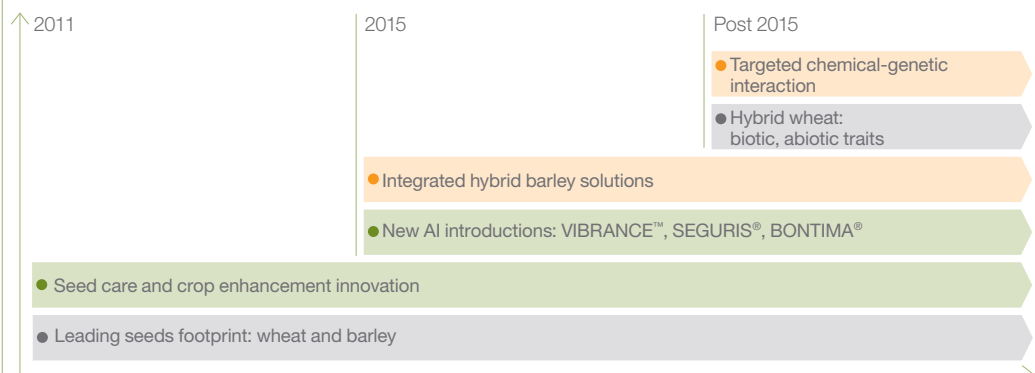 2011
2015
Post 2015
Targeted chemical-genetic
interaction
Hybrid wheat:
biotic, abiotic traits
Integrated hybrid barley solutions
New AI introductions: VIBRANCE™, SEGURIS®, BONTIMA®
Seed care and crop enhancement innovation
Leading seeds footprint: wheat and barley